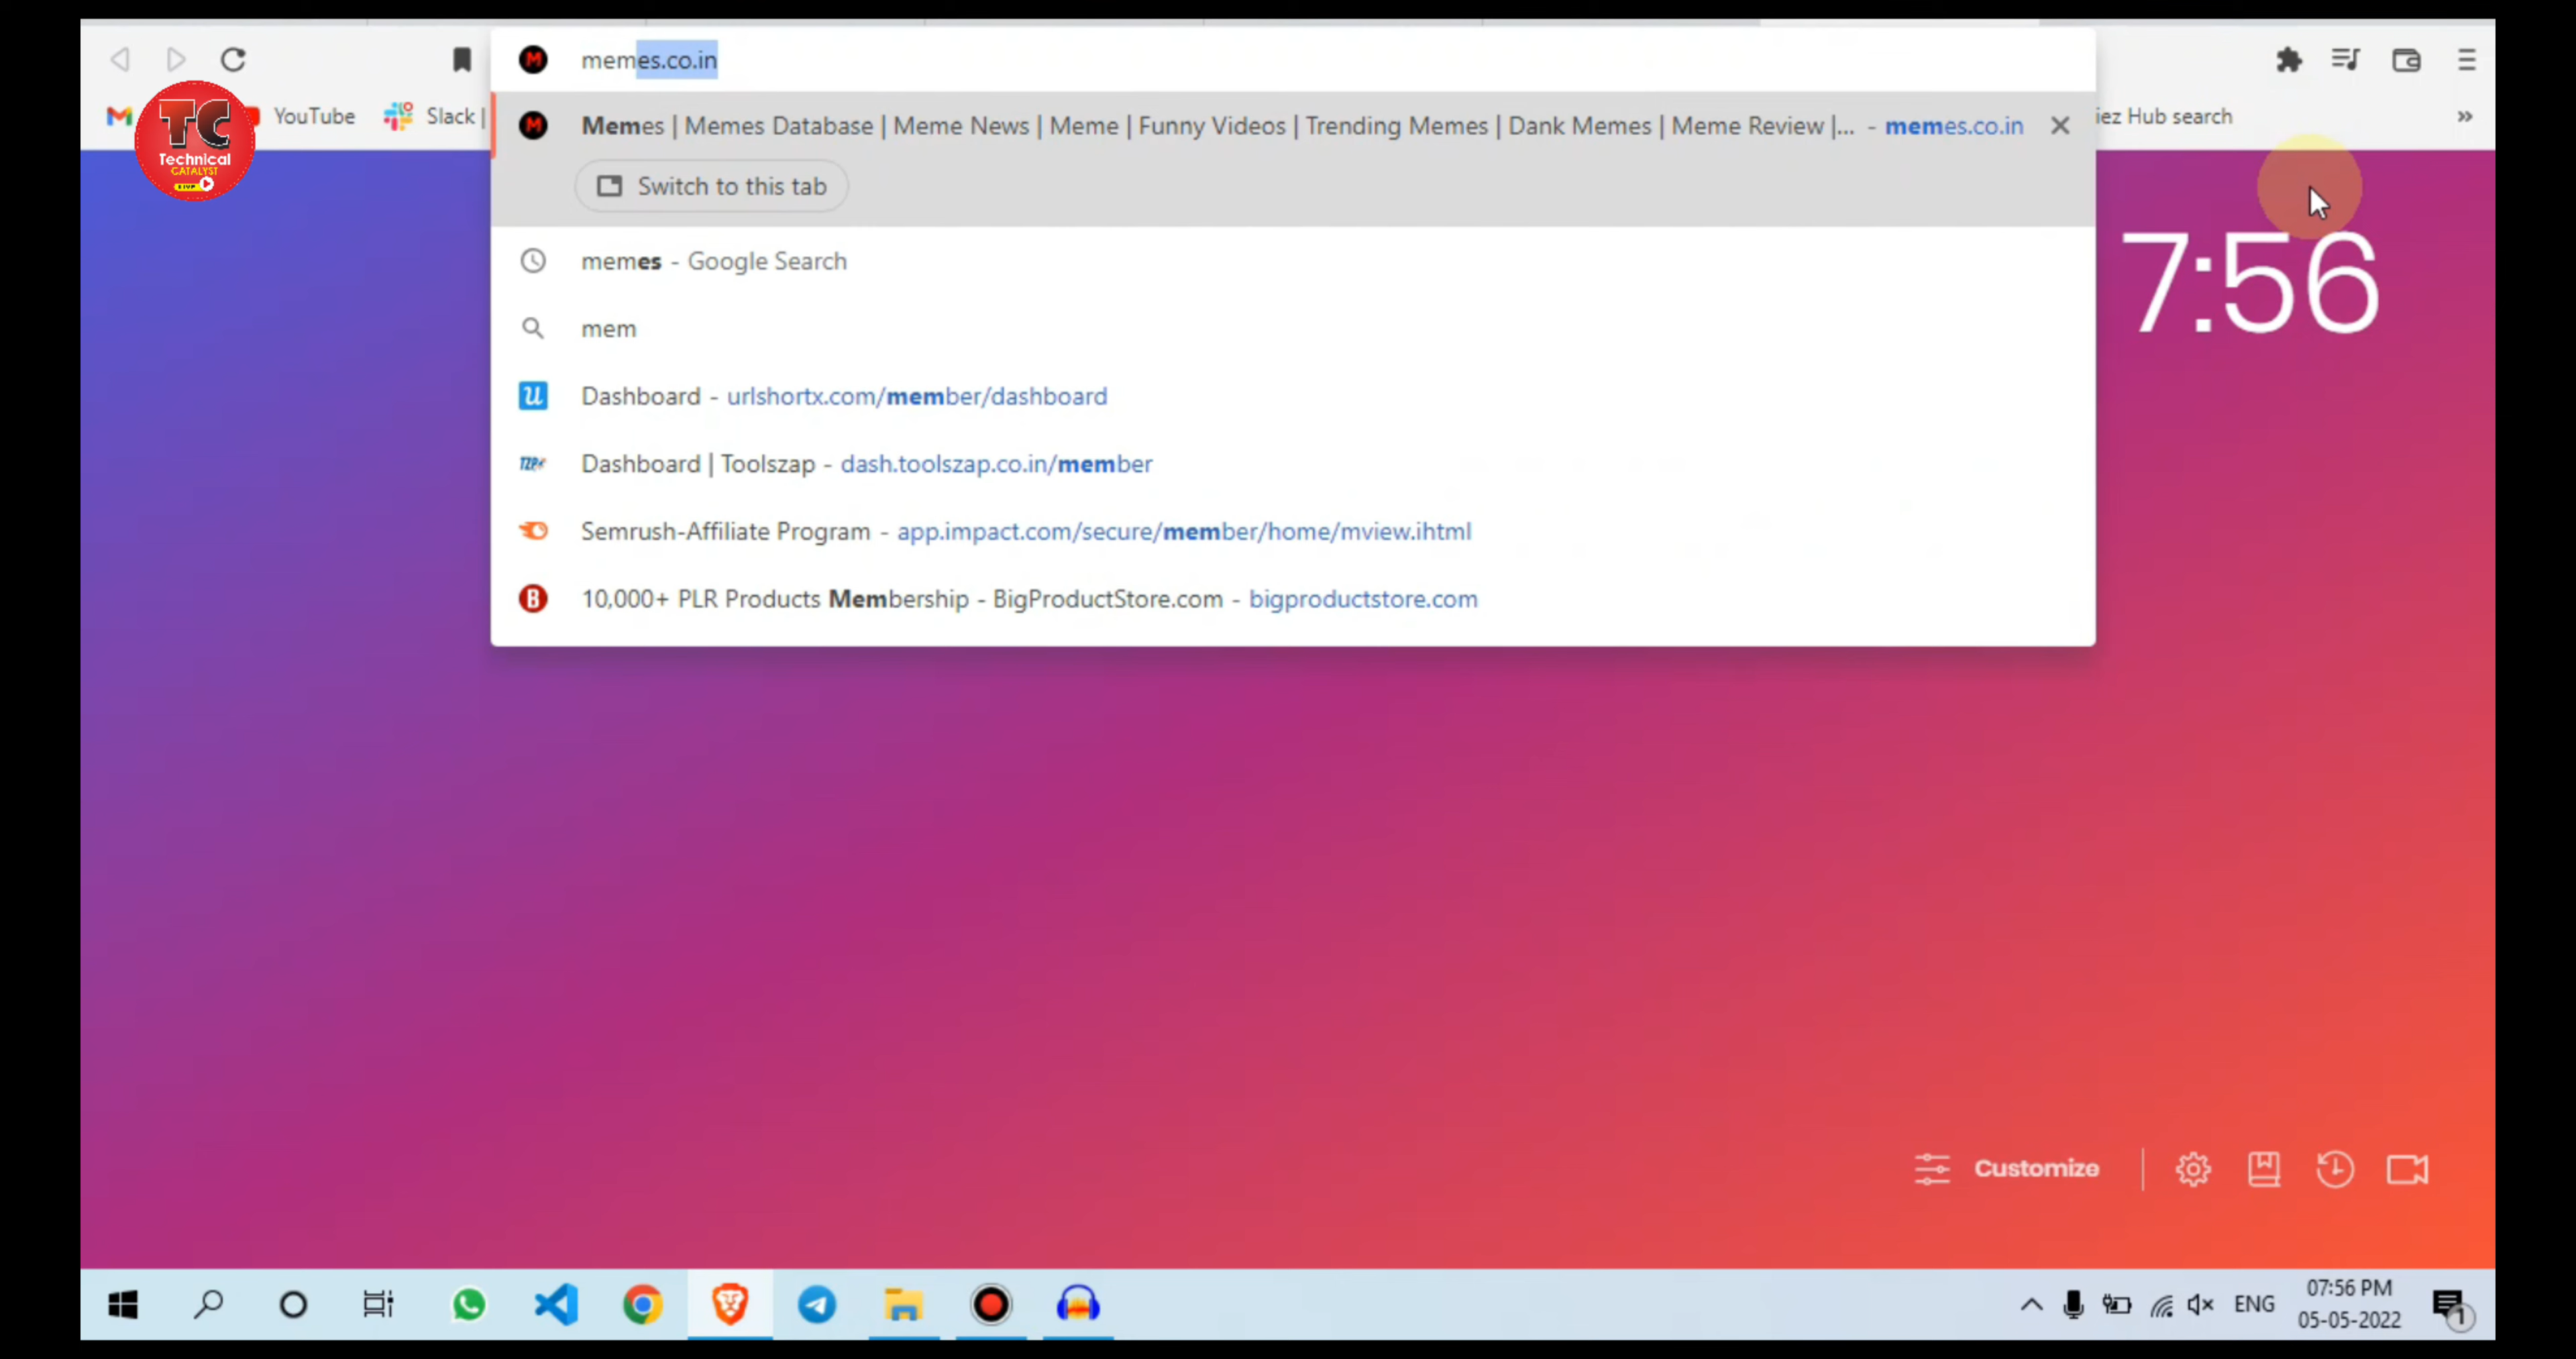 memes.co.in
YouTube
Slack |
iez Hub search
»
TC
Technical
CATALYST
Memes | Memes Database | Meme News | Meme | Funny Videos | Trending Memes | Dank Memes | Meme Review |... - memes.co.in
Switch to this tab
memes - Google Search
mem
Dashboard - urlshortx.com/member/dashboard
Dashboard | Toolszap - dash.toolszap.co.in/member
Semrush-Affiliate Program - app.impact.com/secure/member/home/mview.ihtml
10,000+ PLR Products Membership - BigProductStore.com - bigproductstore.com
7:56
Customize
ENG
07:56 PM
05-05-2022
1